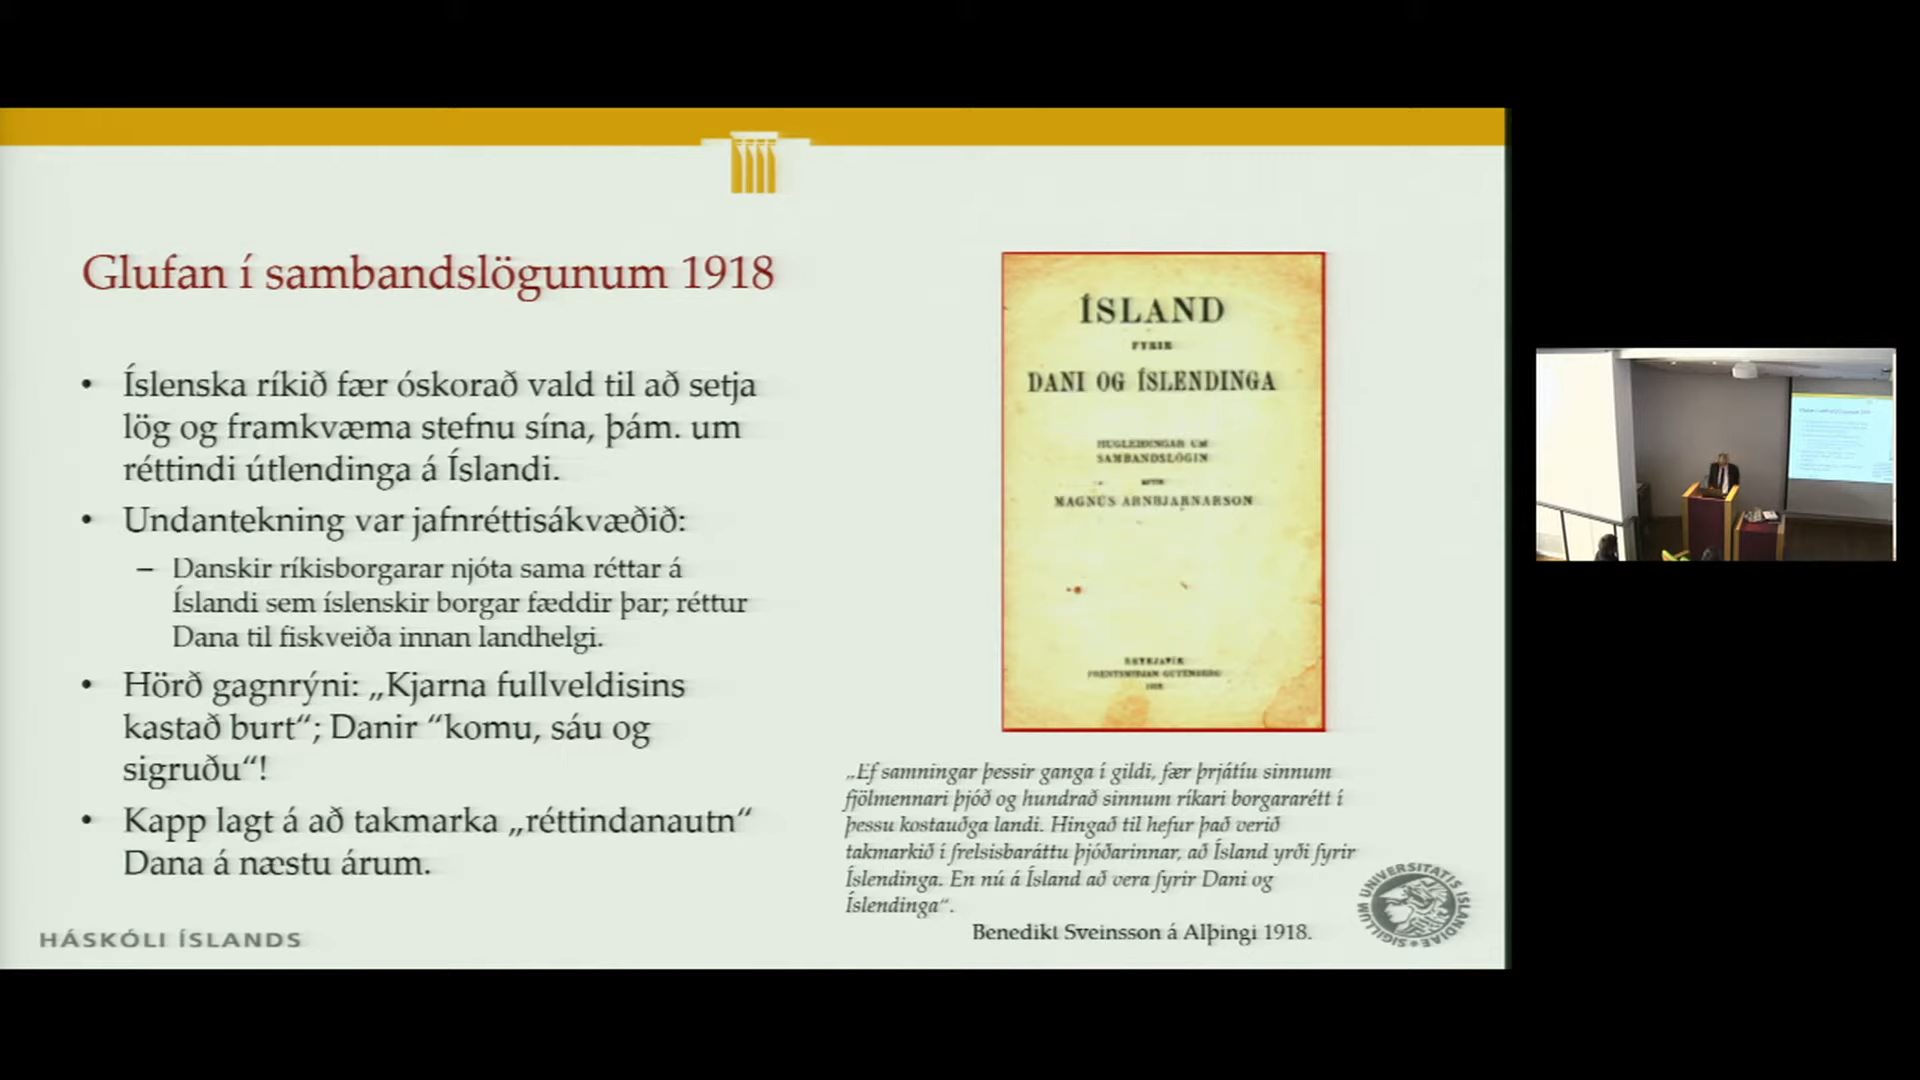 Glufan í sambandslögunum 1918
• Íslenska ríkið fær óskorað vald til að setja
lög og framkvæma stefnu sína, þám. um
réttindi útlendinga á Íslandi.
• Undantekning var jafnréttisákvæðið:
– Danskir ríkisborgarar njóta sama réttar á
Íslandi sem íslenskir borgar fæddir þar; réttur
Dana til fiskveiða innan landhelgi.
• Hörð gagnrýni: „Kjarna fullveldisins
kastað burt“; Danir “komu, sáu og
sigruðu“!
• Kapp lagt á að takmarka „réttindanautn“
Dana á næstu árum.
HÁSKÓLI ÍSLANDS
ÍSLAND
FYRIR
DANI OG ÍSLENDINGA
HUGLEIÐINGAR UM
SAMBANDSLÖGIN
EFTIR
MAGNÚS ARNBJARNARSON
REYKJAVÍK
PRENTSMIÐJAN GUTENBERG
1918
„Ef samningar þessir ganga í gildi, fær þrjátíu sinnum
fjölmennari þjóð og hundrað sinnum ríkari borgararétt í
þessu kostauðga landi. Hingað til hefur það verið
takmarkið í frelsisbaráttu þjóðarinnar, að Ísland yrði fyrir
Íslendinga. En nú á Ísland að vera fyrir Dani og
Íslendinga“.
Benedikt Sveinsson á Alþingi 1918.
SIGILLUM UNIVERSITATIS ISLANDIAE